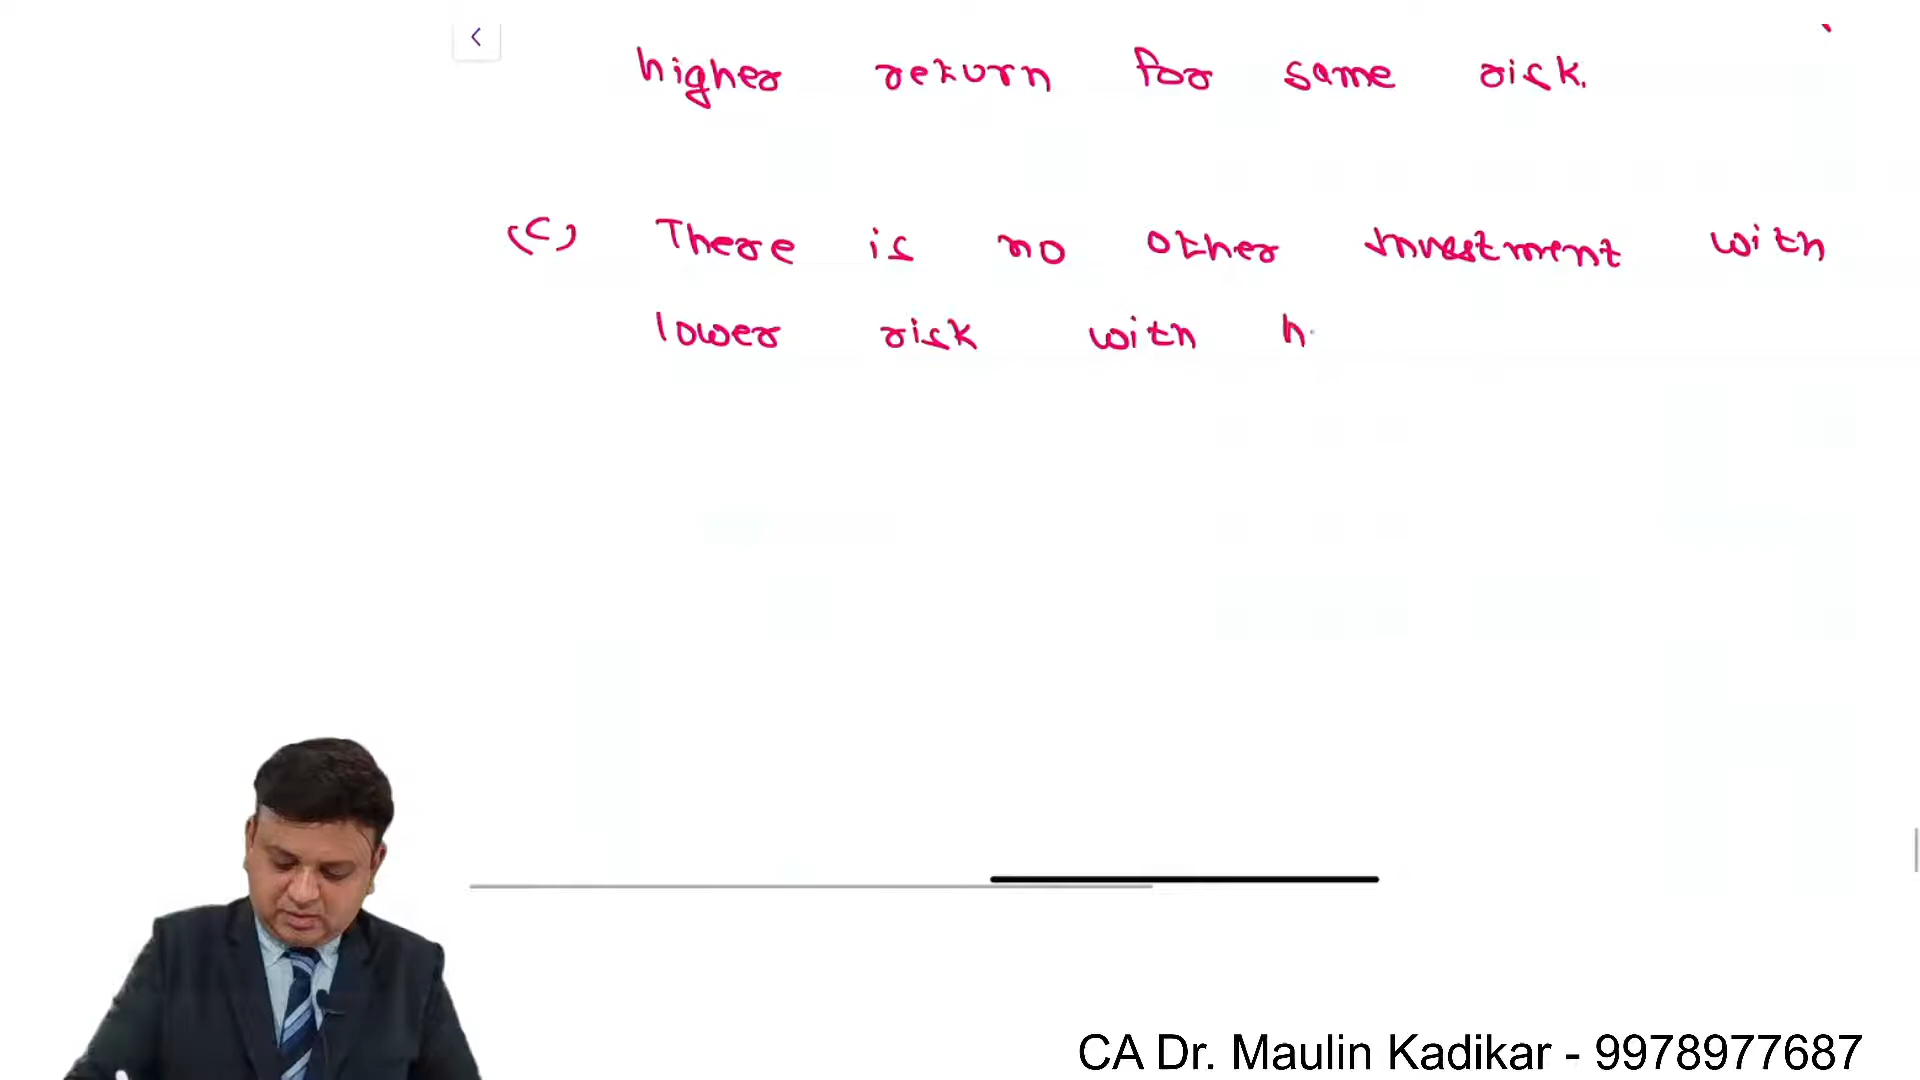 higher return for same risk.
(C) There is no other investment with
lower risk with h
CA Dr. Maulin Kadikar - 9978977687